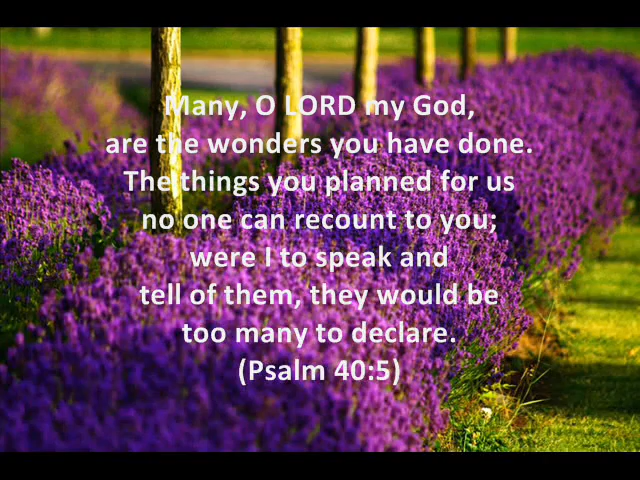 Many, O LORD my God,
are the wonders you have done.
The things you planned for us
no one can recount to you;
were I to speak and
tell of them, they would be
too many to declare.
(Psalm 40:5)